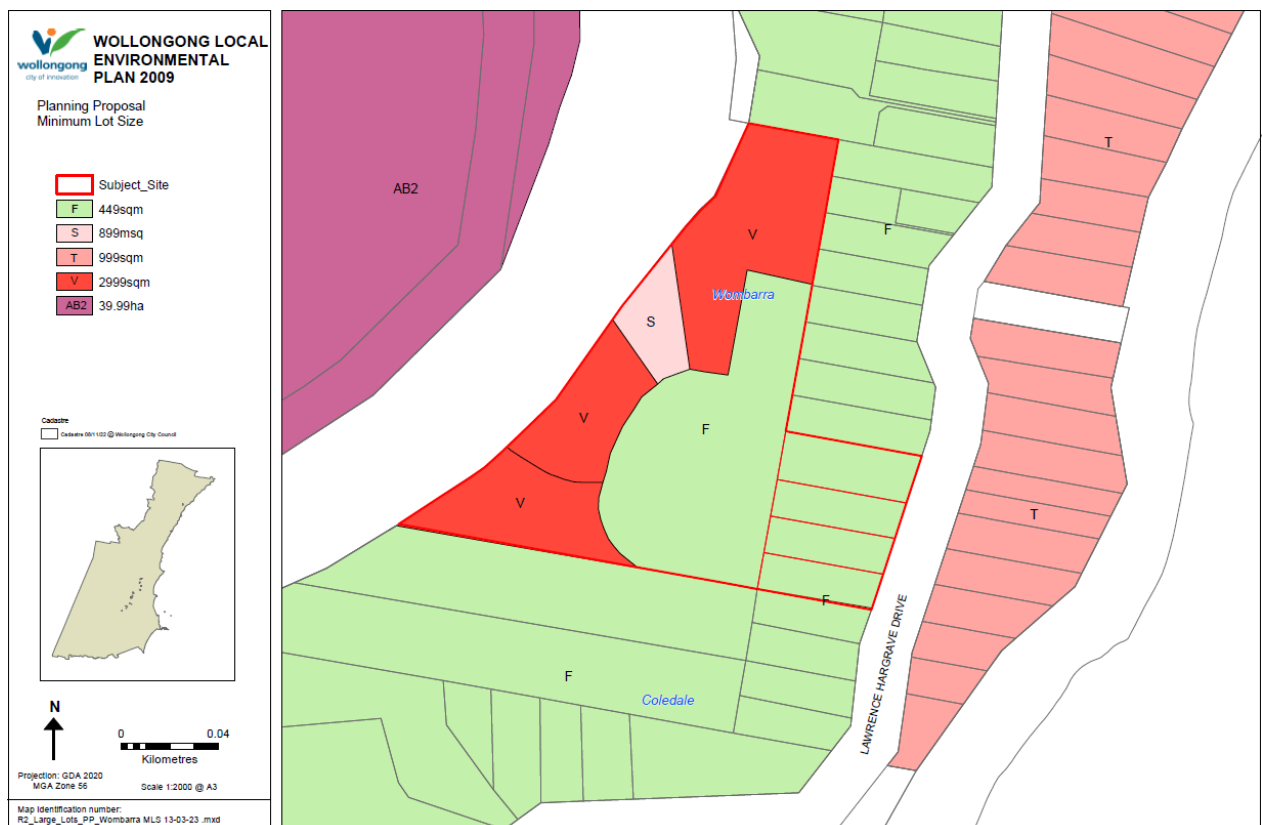 wollongong
city of innovation
WOLLONGONG LOCAL
ENVIRONMENTAL
PLAN 2009
Planning Proposal
Minimum Lot Size
Subject_Site
F 449sqm
S 899msq
T 999sqm
V 2999sqm
AB2 39.99ha
Cadastre
Cadastre 08/11/22 @ Wollongong City Council
N
0 0.04
Kilometres
Projection: GDA 2020
MGA Zone 56
Scale 1:2000 @ A3
Map Identification number:
R2_Large_Lots_PP_Wombarra MLS 13-03-23 .mxd
AB2
T
F
V
Wombarra
S
V
F
V
T
F
F
Coledale
LAWRENCE HARGRAVE DRIVE